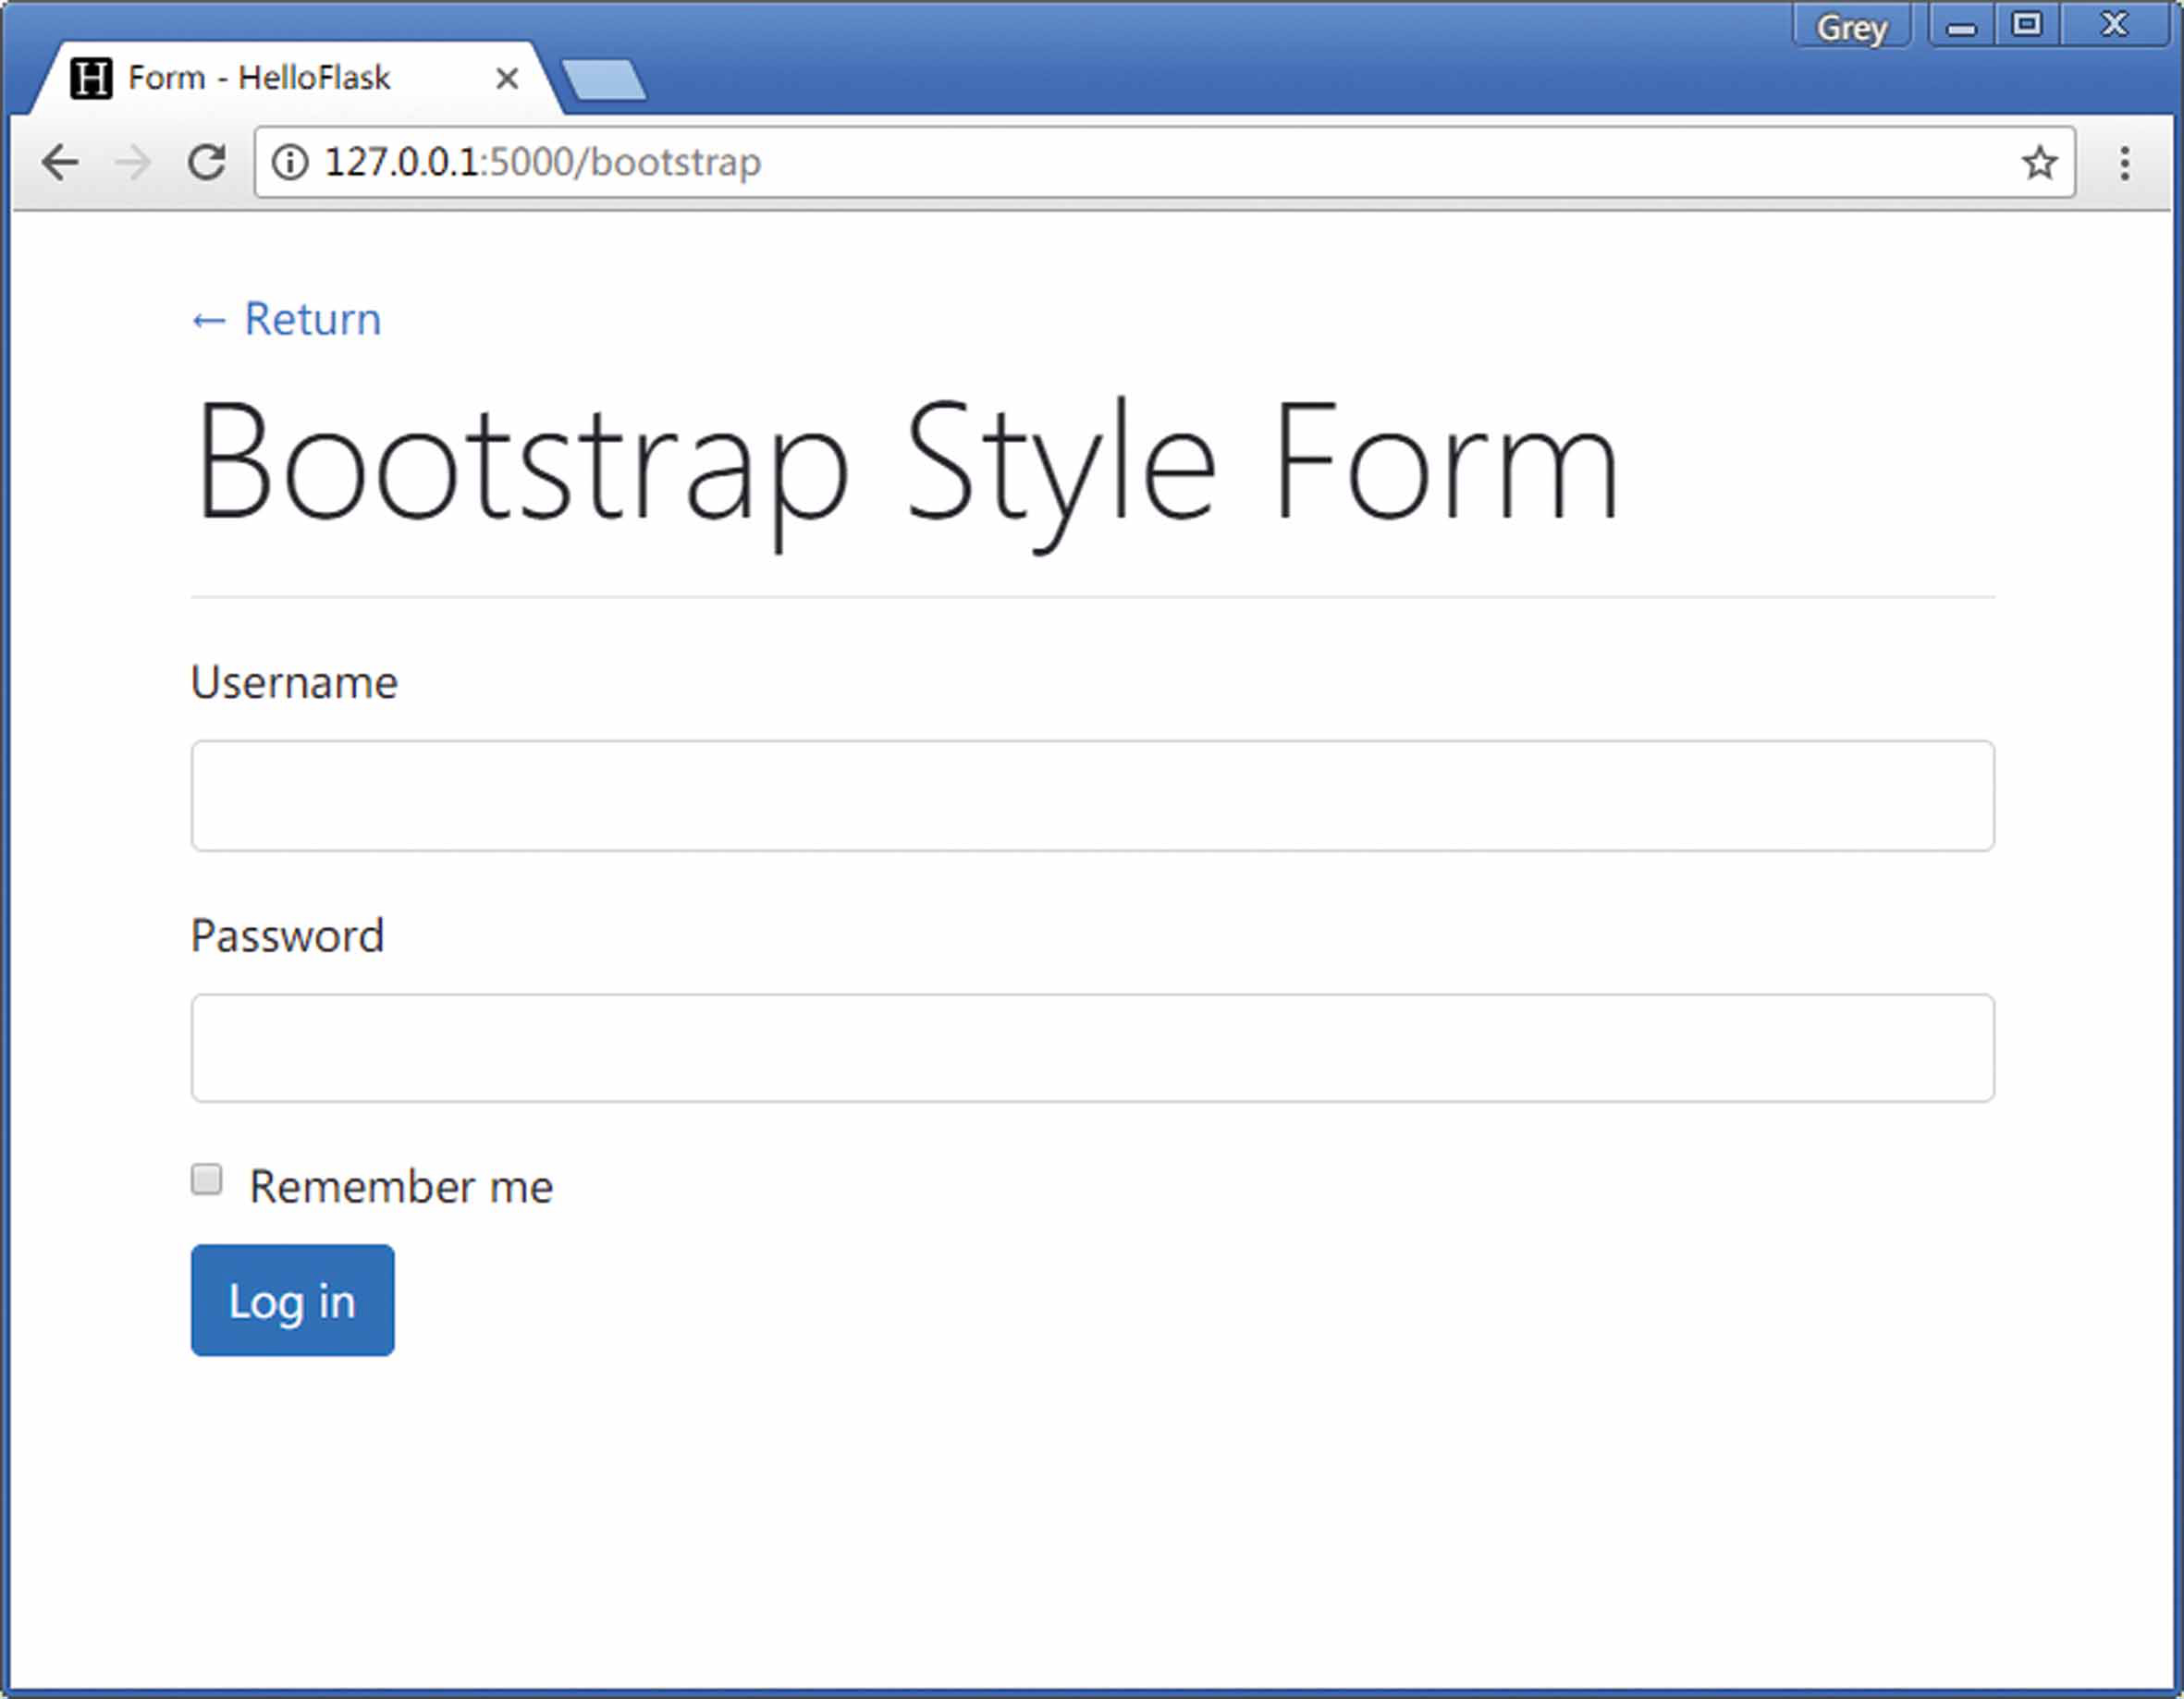 Grey
H Form - HelloFlask
127.0.0.1:5000/bootstrap
← Return
Bootstrap Style Form
Username
Password
Remember me
Log in